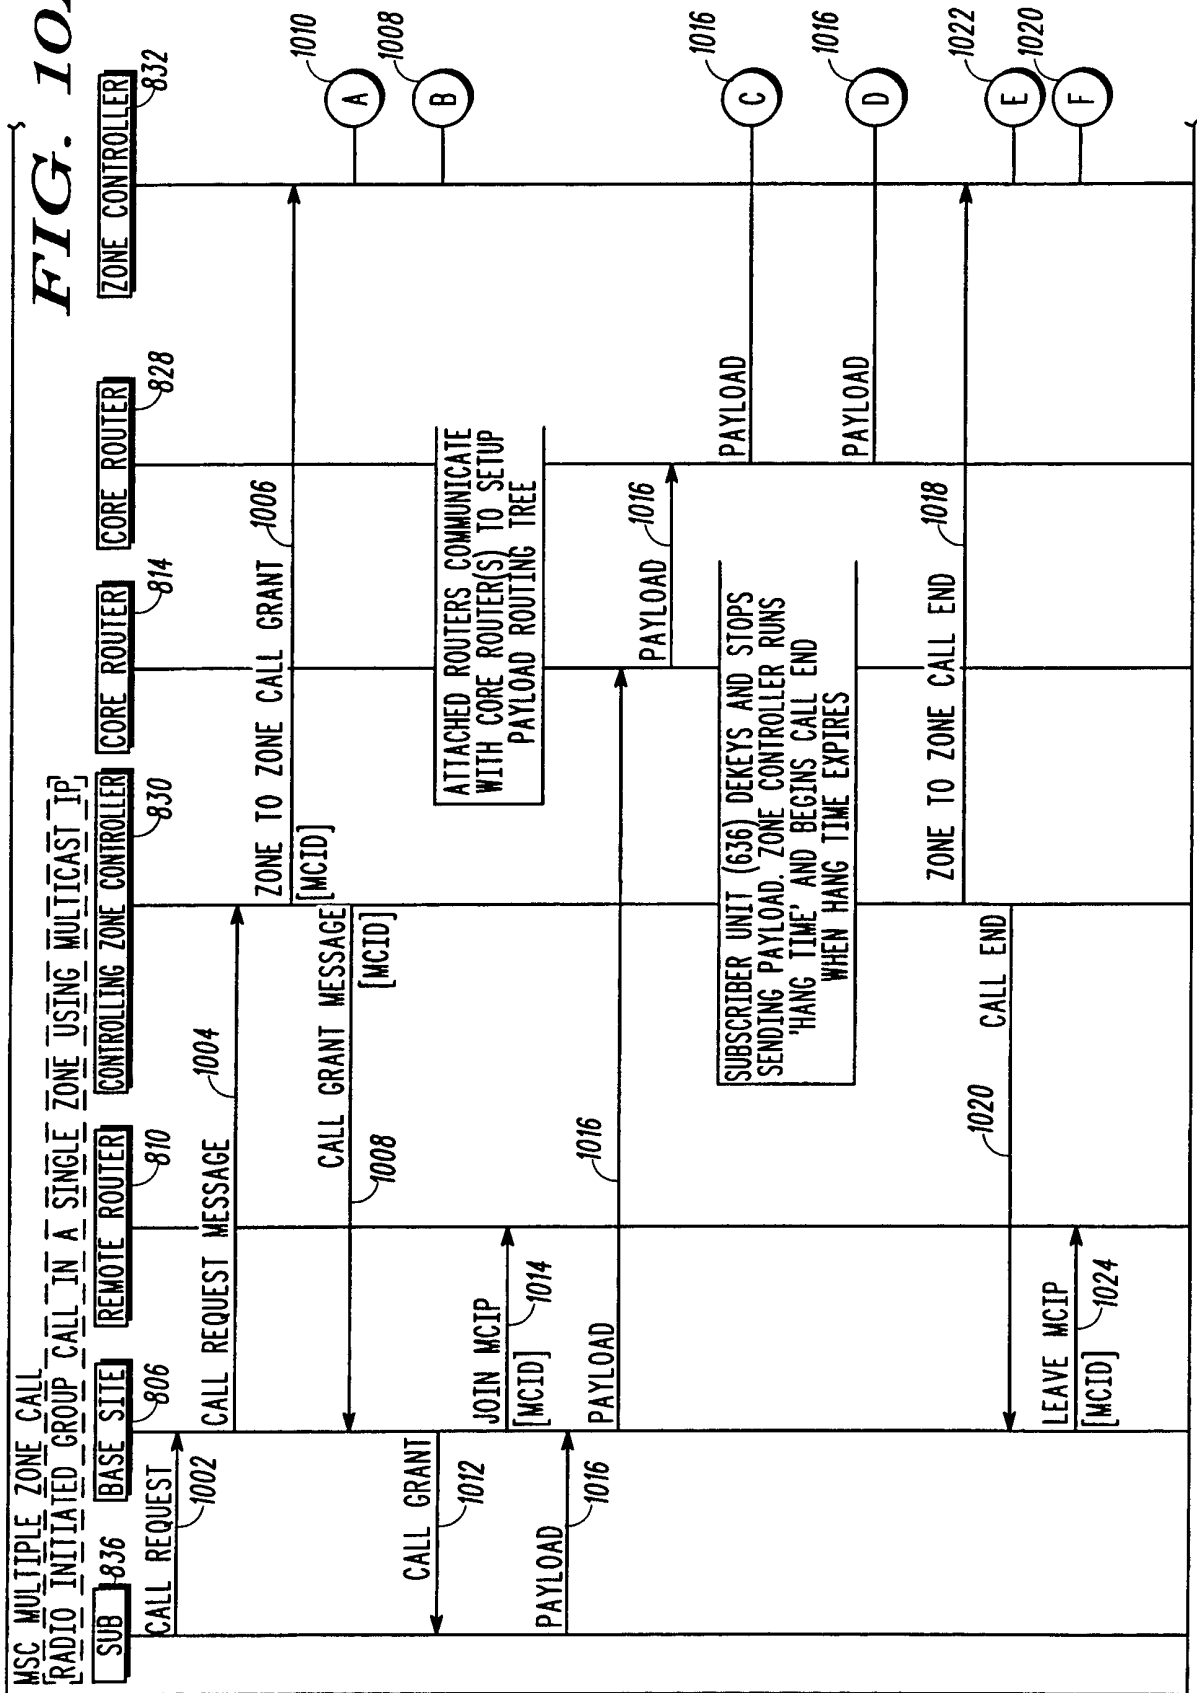 MSC MULTIPLE ZONE CALL
[RADIO INITIATED GROUP CALL IN A SINGLE ZONE USING MULTICAST IP]
FIG. 10
SUB
836
BASE SITE
806
REMOTE ROUTER
810
CONTROLLING ZONE CONTROLLER
830
CORE ROUTER
814
CORE ROUTER
828
ZONE CONTROLLER
832
CALL REQUEST
1002
CALL REQUEST MESSAGE
1004
ZONE TO ZONE CALL GRANT
1006
[MCID]
CALL GRANT MESSAGE
[MCID]
1008
A
1010
B
1008
CALL GRANT
1012
ATTACHED ROUTERS COMMUNICATE
WITH CORE ROUTER(S) TO SETUP
PAYLOAD ROUTING TREE
JOIN MCIP
[MCID]
1014
PAYLOAD
1016
PAYLOAD
1016
PAYLOAD
1016
PAYLOAD
C
1016
SUBSCRIBER UNIT (636) DEKEYS AND STOPS
SENDING PAYLOAD. ZONE CONTROLLER RUNS
'HANG TIME' AND BEGINS CALL END
WHEN HANG TIME EXPIRES
PAYLOAD
D
1016
ZONE TO ZONE CALL END
1018
CALL END
1020
E
1022
LEAVE MCIP
[MCID]
1024
F
1020